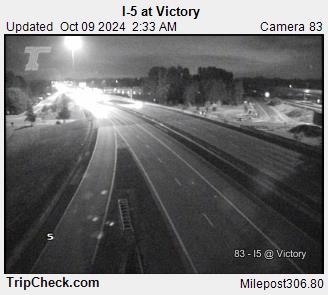 I-5 at Victory
Updated Oct 09 2024 2:33 AM Camera 83
T
S
83 - I5 @ Victory
TripCheck.com Milepost306.80